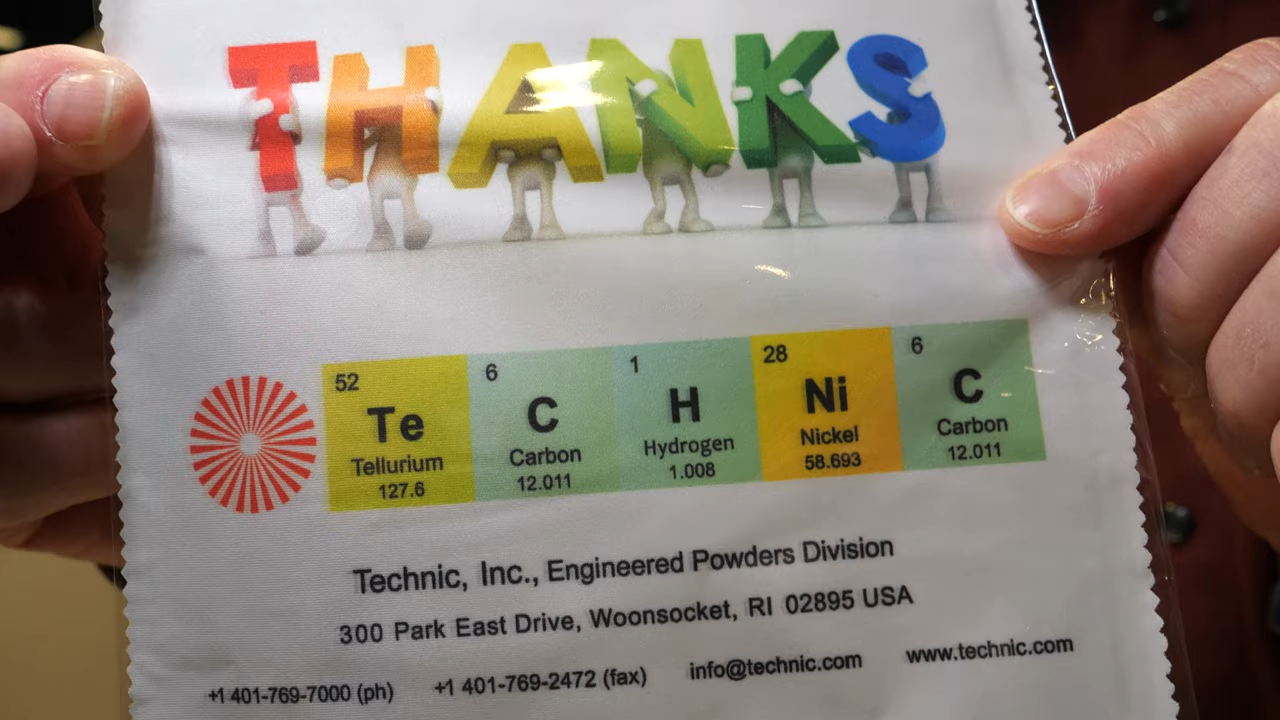 THANKS
52 6 1 28 6
Te C H Ni C
Tellurium Carbon Hydrogen Nickel Carbon
127.6 12.011 1.008 58.693 12.011
Technic, Inc., Engineered Powders Division
300 Park East Drive, Woonsocket, RI 02895 USA
+1 401-769-7000 (ph) +1 401-769-2472 (fax) info@technic.com www.technic.com